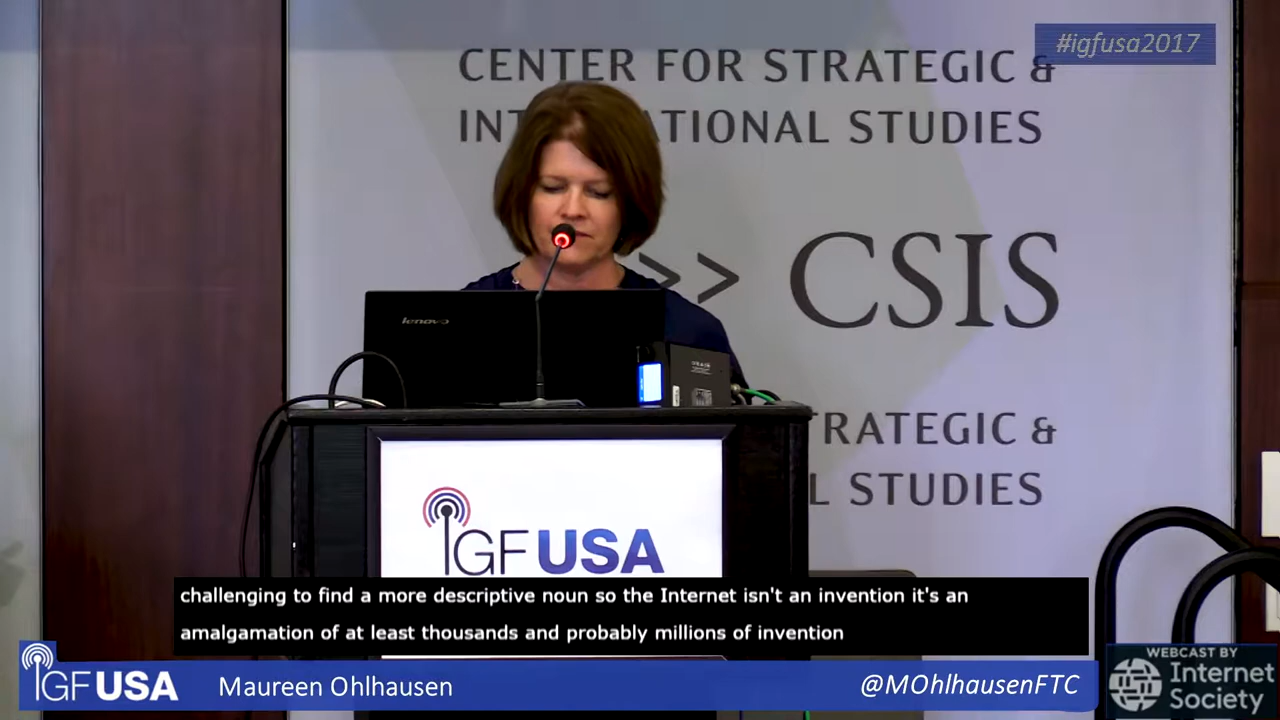 #igfusa2017
CENTER FOR STRATEGIC &
INT ATIONAL STUDIES
>> CSIS
lenovo
RATEGIC &
L STUDIES
IGF USA
challenging to find a more descriptive noun so the Internet isn't an invention it's an
amalgamation of at least thousands and probably millions of invention
IGF USA
Maureen Ohlhausen
@MOhlhausenFTC
WEBCAST BY
Internet
Society